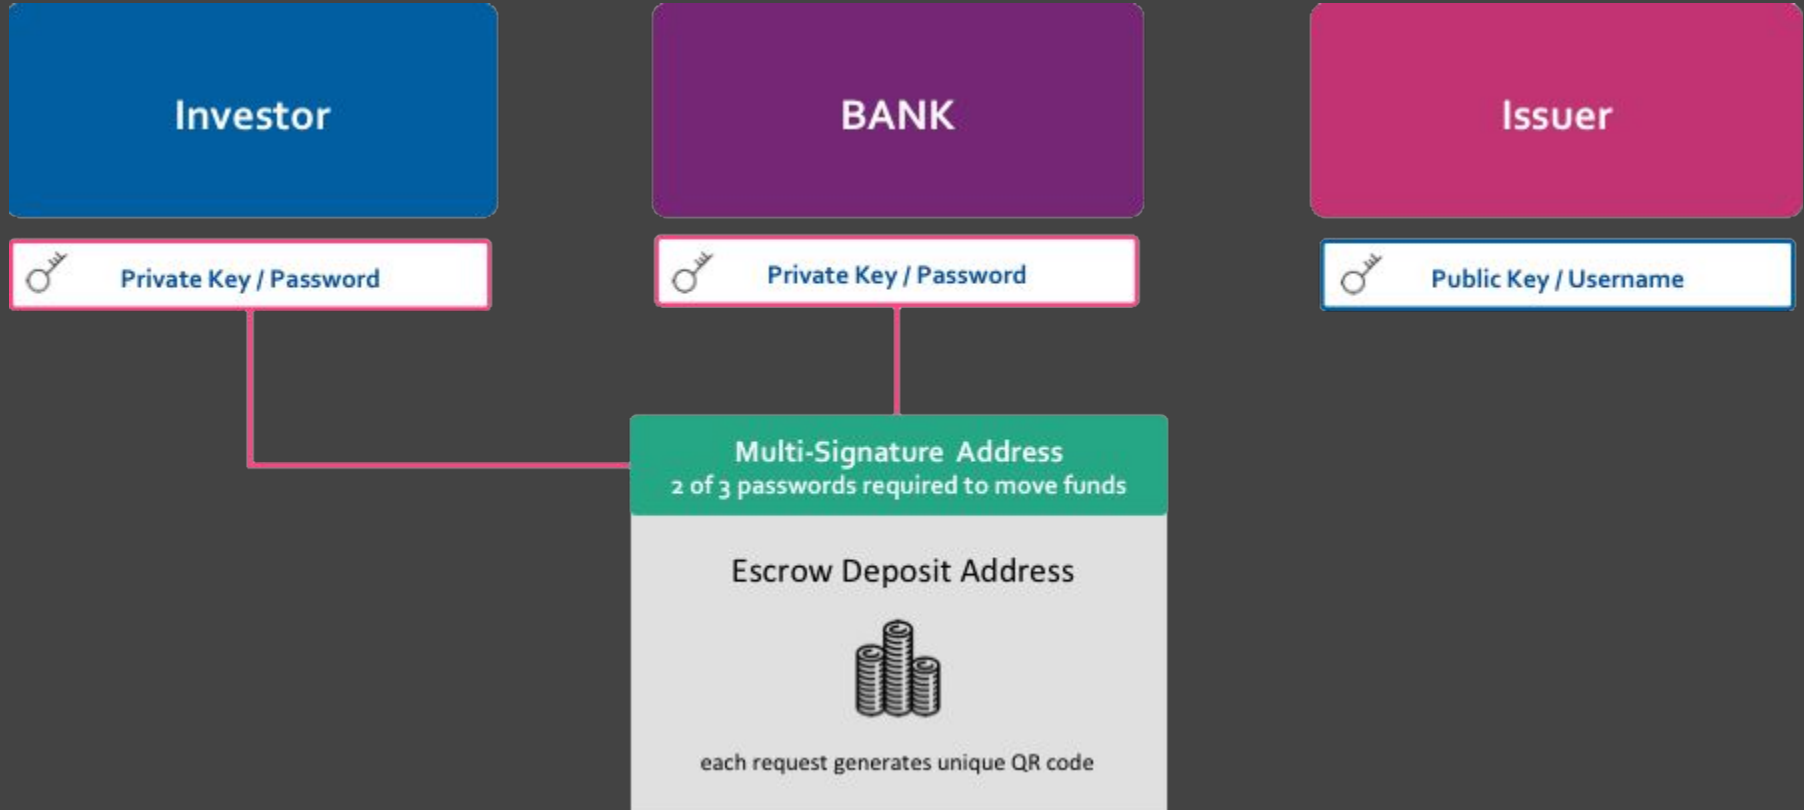 Investor
BANK
Issuer
Private Key / Password
Private Key / Password
Public Key / Username
Multi-Signature Address
2 of 3 passwords required to move funds
Escrow Deposit Address
each request generates unique QR code